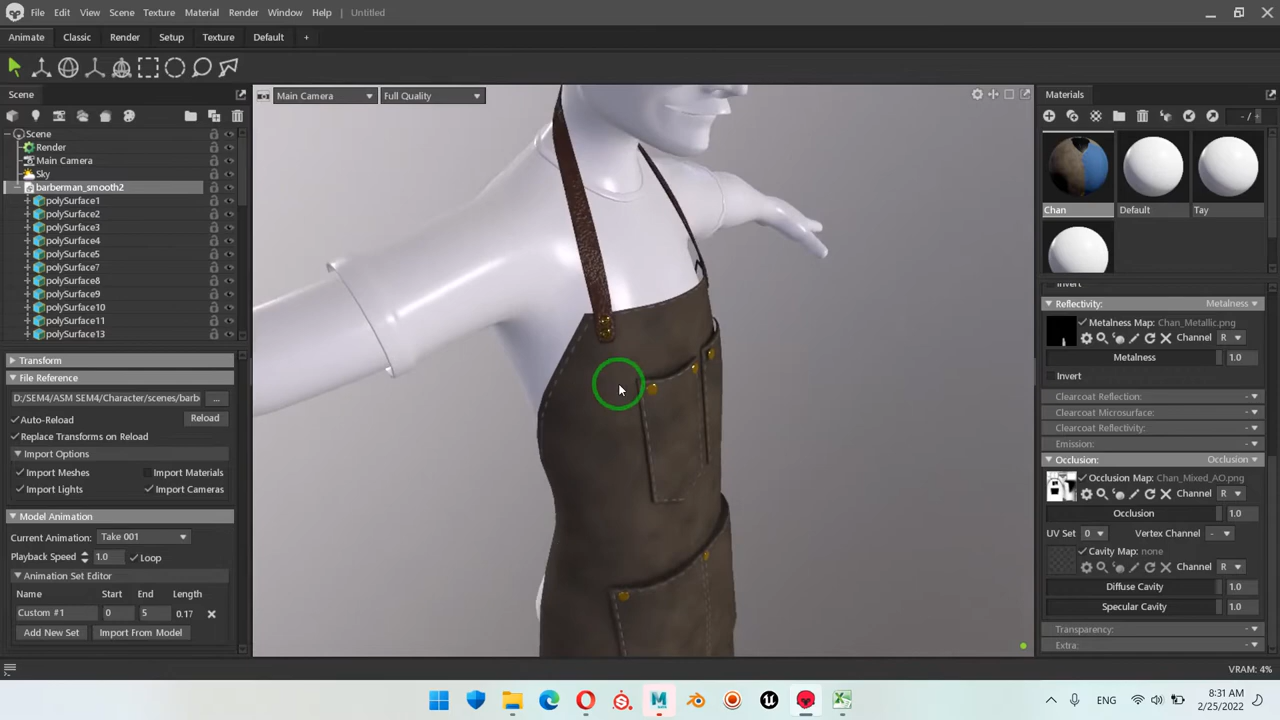 File Edit View Scene Texture Material Render Window Help Untitled
Animate Classic Render Setup Texture Default +
Scene
Main Camera Full Quality
Materials
Scene
Render
Main Camera
Sky
barberman_smooth2
polySurface1
polySurface2
polySurface3
polySurface4
polySurface5
polySurface7
polySurface8
polySurface9
polySurface10
polySurface11
polySurface13
Transform
File Reference
D:/SEM4/ASM SEM4/Character/scenes/barb ...
Auto-Reload Reload
Replace Transforms on Reload
Import Options
Import Meshes Import Materials
Import Lights Import Cameras
Model Animation
Current Animation: Take 001
Playback Speed 1.0 Loop
Animation Set Editor
Name Start End Length
Custom #1 0 5 0.17
Add New Set Import From Model
- /
Chan Default Tay
Invert
Reflectivity: Metalness
Metalness Map: Chan_Metallic.png
Channel R
Metalness 1.0
Invert
Clearcoat Reflection: -
Clearcoat Microsurface: -
Clearcoat Reflectivity: -
Emission: -
Occlusion: Occlusion
Occlusion Map: Chan_Mixed_AO.png
Channel R
Occlusion 1.0
UV Set 0 Vertex Channel -
Cavity Map: none
Channel R
Diffuse Cavity 1.0
Specular Cavity 1.0
Transparency: -
Extra: -
VRAM: 4%
ENG
8:31 AM
2/25/2022